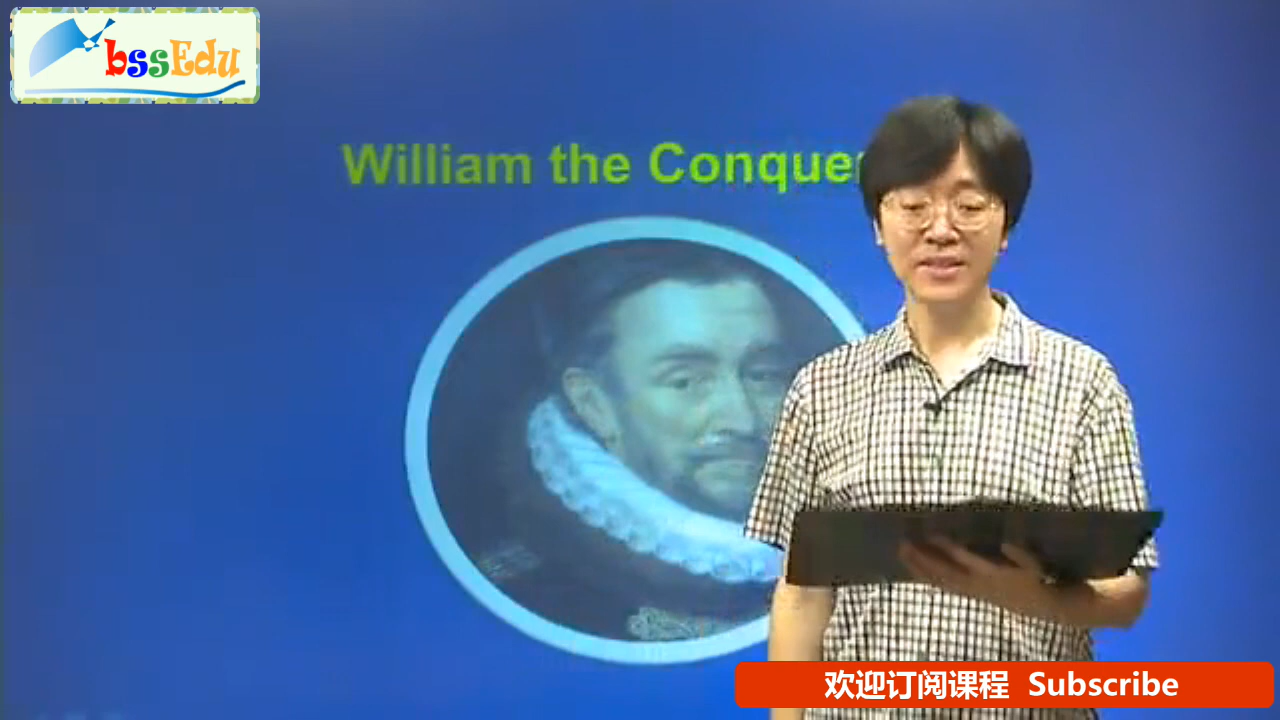 bssEdu
William the Conquer
欢迎订阅课程 Subscribe